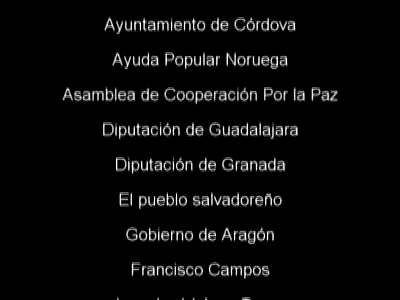 Ayuntamiento de Córdova
Ayuda Popular Noruega
Asamblea de Cooperación Por la Paz
Diputación de Guadalajara
Diputación de Granada
El pueblo salvadoreño
Gobierno de Aragón
Francisco Campos